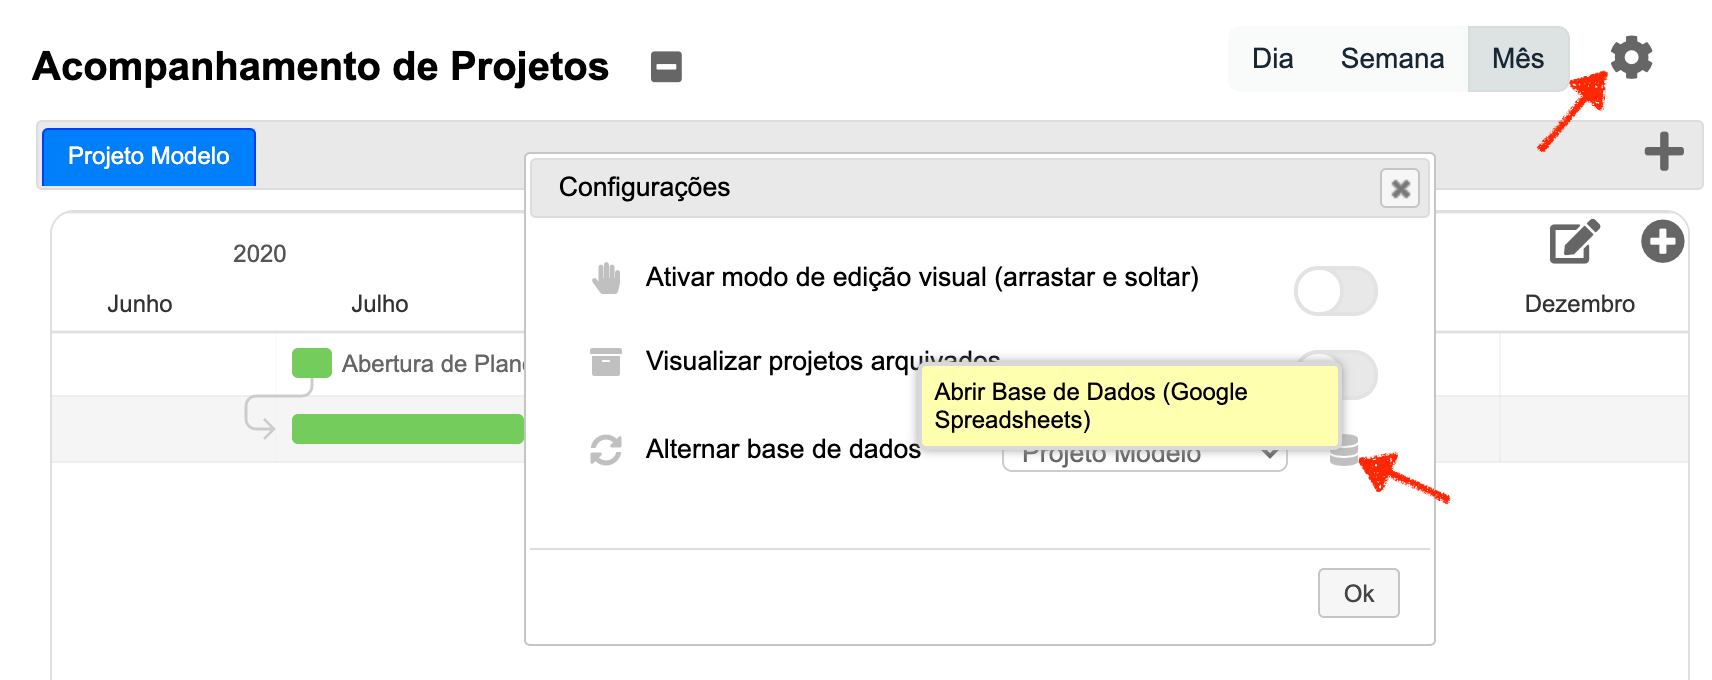 Acompanhamento de Projetos
Dia Semana Mês
Projeto Modelo
Configurações
2020
Junho Julho Dezembro
Ativar modo de edição visual (arrastar e soltar)
Abertura de Plane
Visualizar projetos arquivados
Abrir Base de Dados (Google
Spreadsheets)
Alternar base de dados Projeto Modelo
Ok